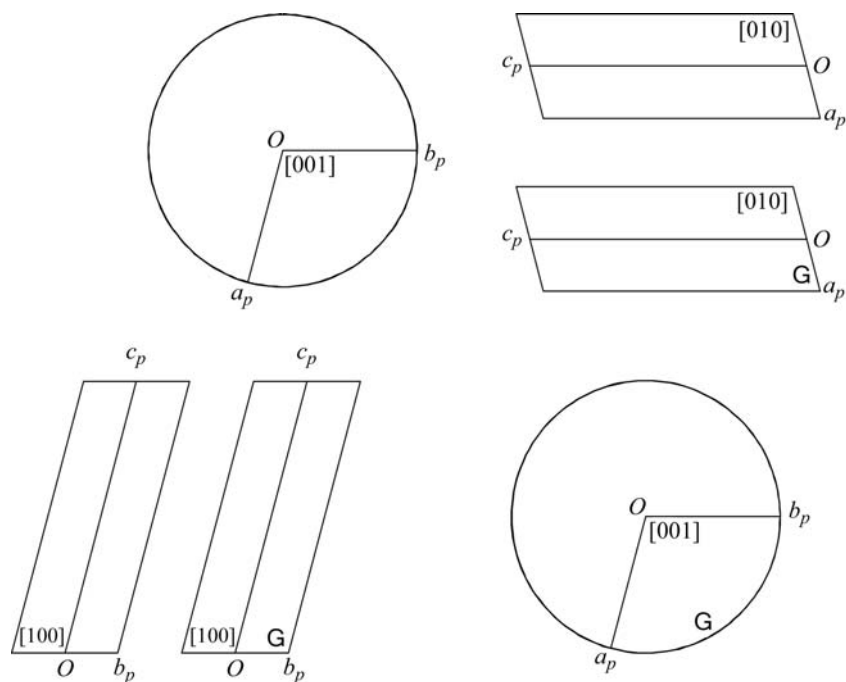 O
[001]
b_p
a_p
[010]
c_p
O
a_p
[010]
c_p
O
G
a_p
c_p
[100]
O
b_p
c_p
[100]
G
O
b_p
O
[001]
b_p
G
a_p